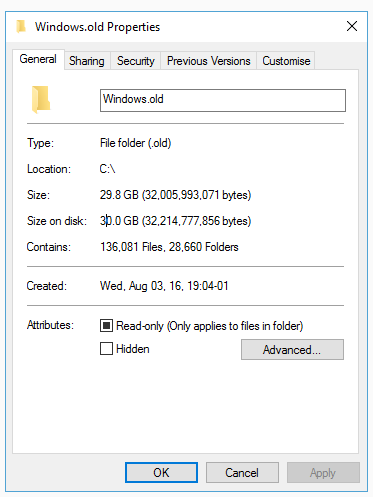 Windows.old Properties
General Sharing Security Previous Versions Customise
Windows.old
Type: File folder (.old)
Location: C:\
Size: 29.8 GB (32,005,993,071 bytes)
Size on disk: 30.0 GB (32,214,777,856 bytes)
Contains: 136,081 Files, 28,660 Folders
Created: Wed, Aug 03, 16, 19:04-01
Attributes: Read-only (Only applies to files in folder)
Hidden Advanced...
OK Cancel Apply